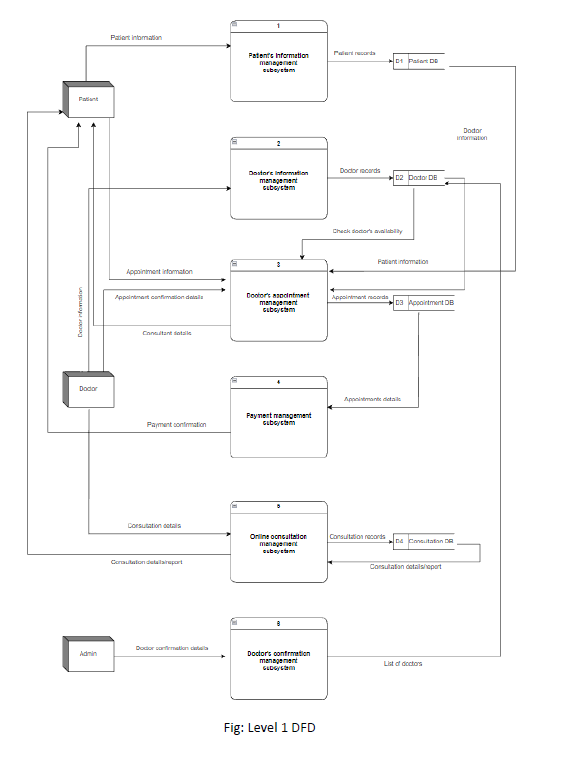 1
Patient information
Patient's information
management
subsystem
Patient records
D1 Patient DB
Patient
Doctor
information
2
Doctor's information
management
subsystem
Doctor records
D2 Doctor DB
Check doctor's availability
3
Patient information
Appointment information
Doctor's appointment
management
subsystem
Appointment confirmation details
Appointment records
D3 Appointment DB
Doctor information
Consultant details
4
Doctor
Appointments details
Payment management
subsystem
Payment confirmation
5
Consultation details
Online consultation
management
subsystem
Consultation records
D4 Consultation DB
Consultation details/report
Consultation details/report
6
Doctor confirmation details
Admin
Doctor's confirmation
management
subsystem
List of doctors
Fig: Level 1 DFD